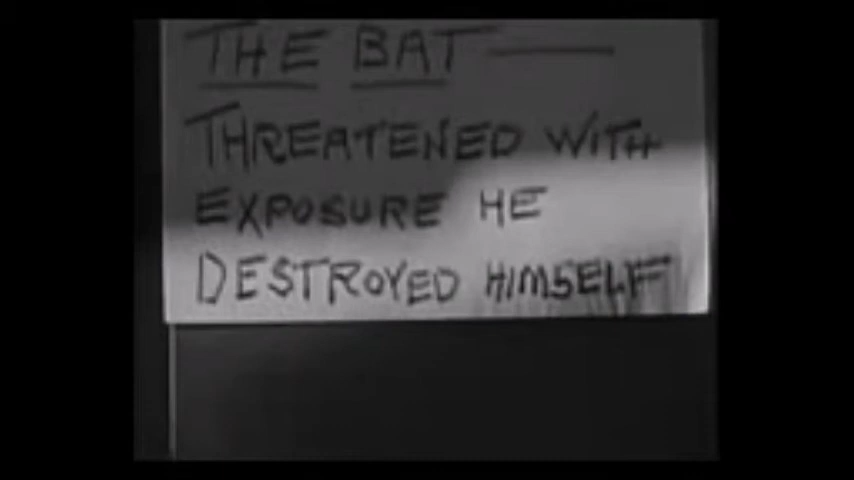 THE BAT —
THREATENED WITH
EXPOSURE HE
DESTROYED HIMSELF